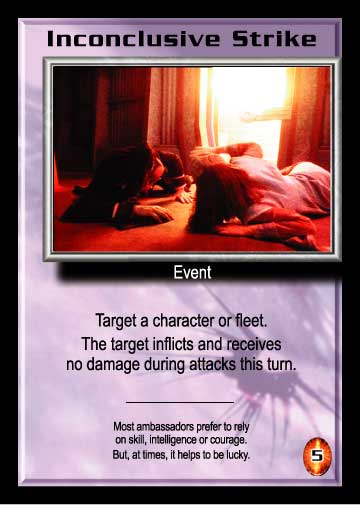 Inconclusive Strike
Event
Target a character or fleet.
The target inflicts and receives
no damage during attacks this turn.
Most ambassadors prefer to rely
on skill, intelligence or courage.
But, at times, it helps to be lucky.
5